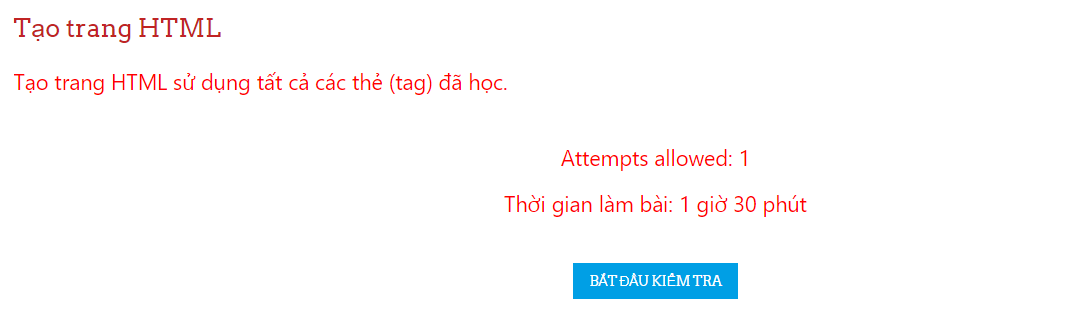 Tạo trang HTML
Tạo trang HTML sử dụng tất cả các thẻ (tag) đã học.
Attempts allowed: 1
Thời gian làm bài: 1 giờ 30 phút
BẮT ĐẦU KIỂM TRA